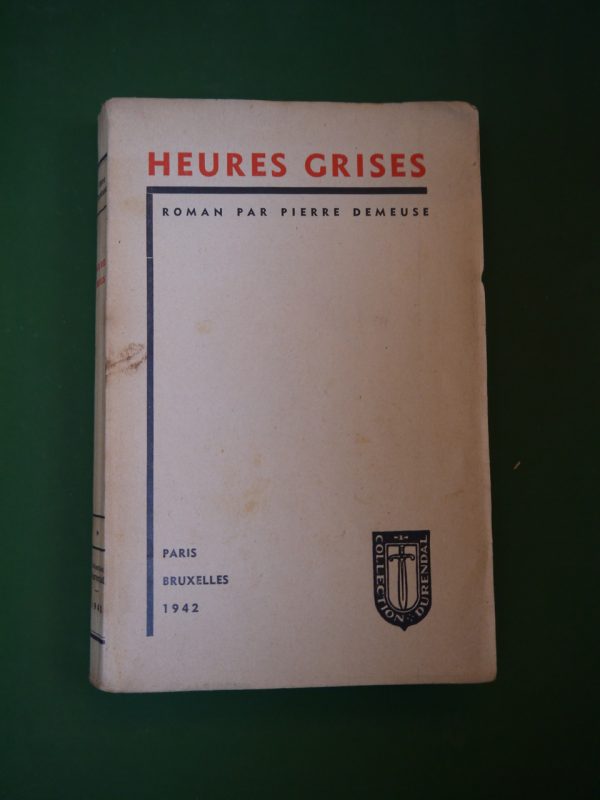 HEURES GRISES
ROMAN PAR PIERRE DEMEUSE
PARIS
BRUXELLES
1942
COLLECTION DURENDAL